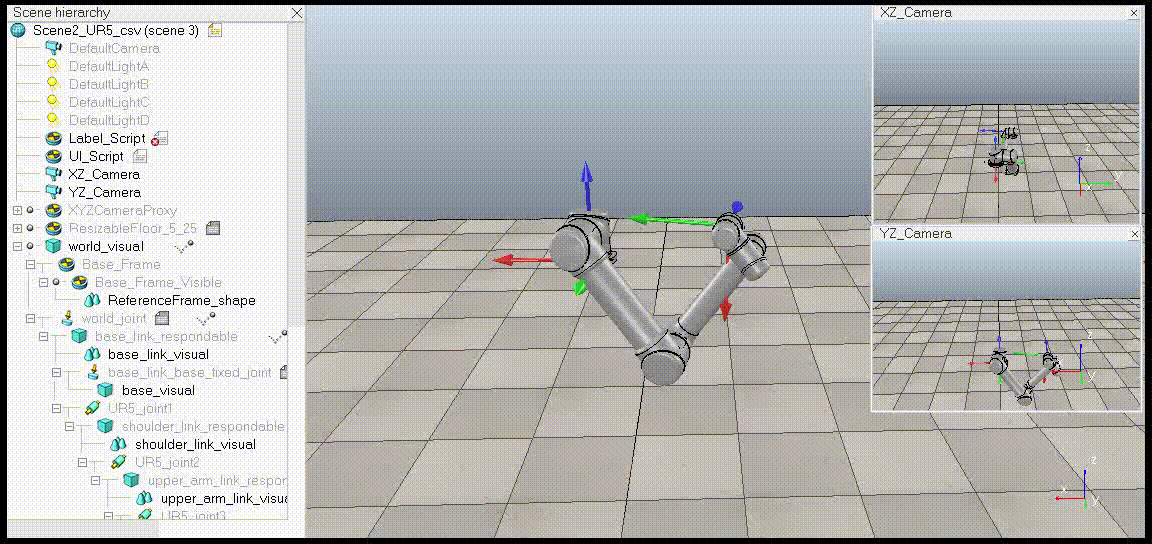 Scene hierarchy
Scene2_UR5_csv (scene 3)
DefaultCamera
DefaultLightA
DefaultLightB
DefaultLightC
DefaultLightD
Label_Script
UI_Script
XZ_Camera
YZ_Camera
XYZCameraProxy
ResizableFloor_5_25
world_visual
Base_Frame
Base_Frame_Visible
ReferenceFrame_shape
world_joint
base_link_respondable
base_link_visual
base_link_base_fixed_joint
base_visual
UR5_joint1
shoulder_link_respondable
shoulder_link_visual
UR5_joint2
upper_arm_link_respor
upper_arm_link_visua
UR5_joint3
XZ_Camera
z
YZ_Camera
z